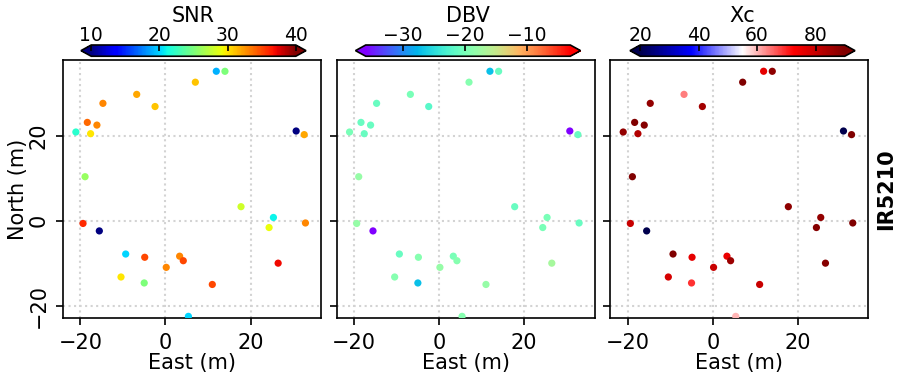 SNR DBV Xc
10 20 30 40 −30 −20 −10 20 40 60 80
North (m)
20
0
−20
IR5210
−20 0 20 −20 0 20 −20 0 20
East (m) East (m) East (m)